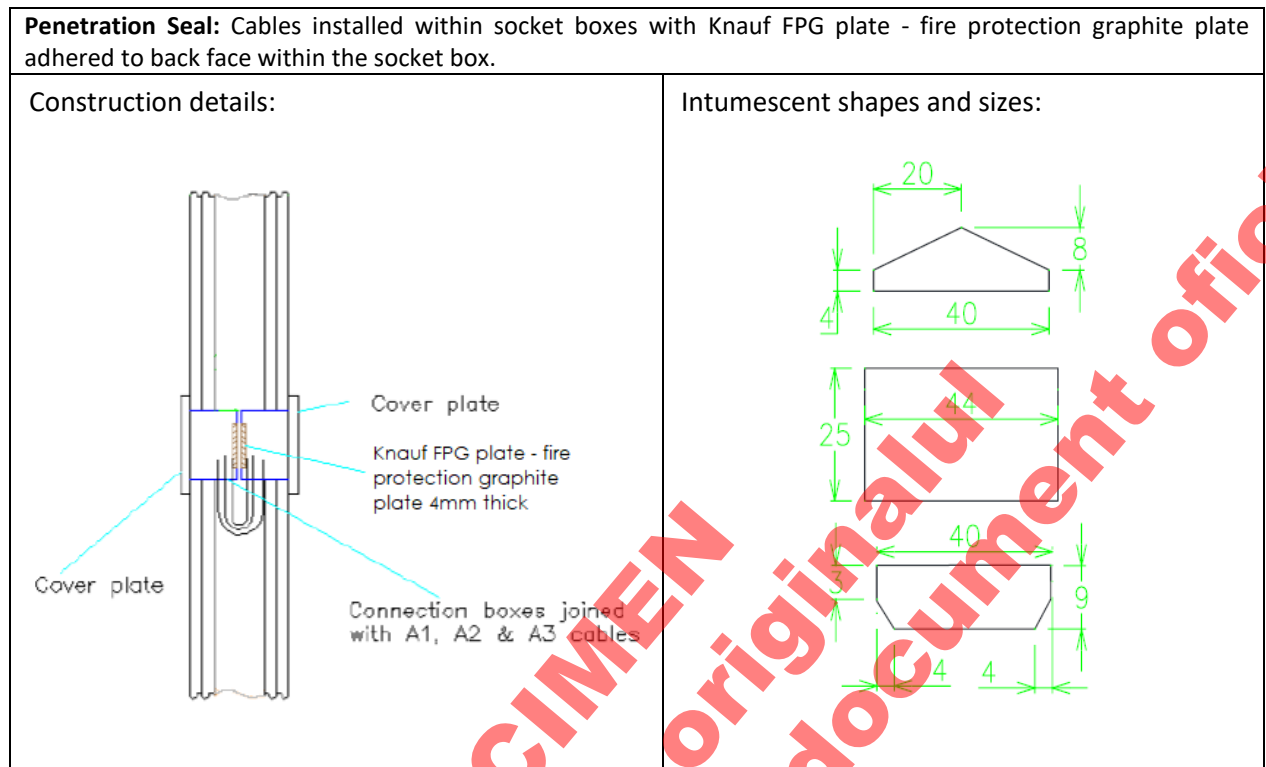 Penetration Seal: Cables installed within socket boxes with Knauf FPG plate - fire protection graphite plate
adhered to back face within the socket box.
Construction details:
Cover plate
Knauf FPG plate - fire
protection graphite
plate 4mm thick
Cover plate
Connection boxes joined
with A1, A2 & A3 cables
Intumescent shapes and sizes:
20
8
4
40
44
25
40
3
9
4
4
CIMEN
originalul
document ofic